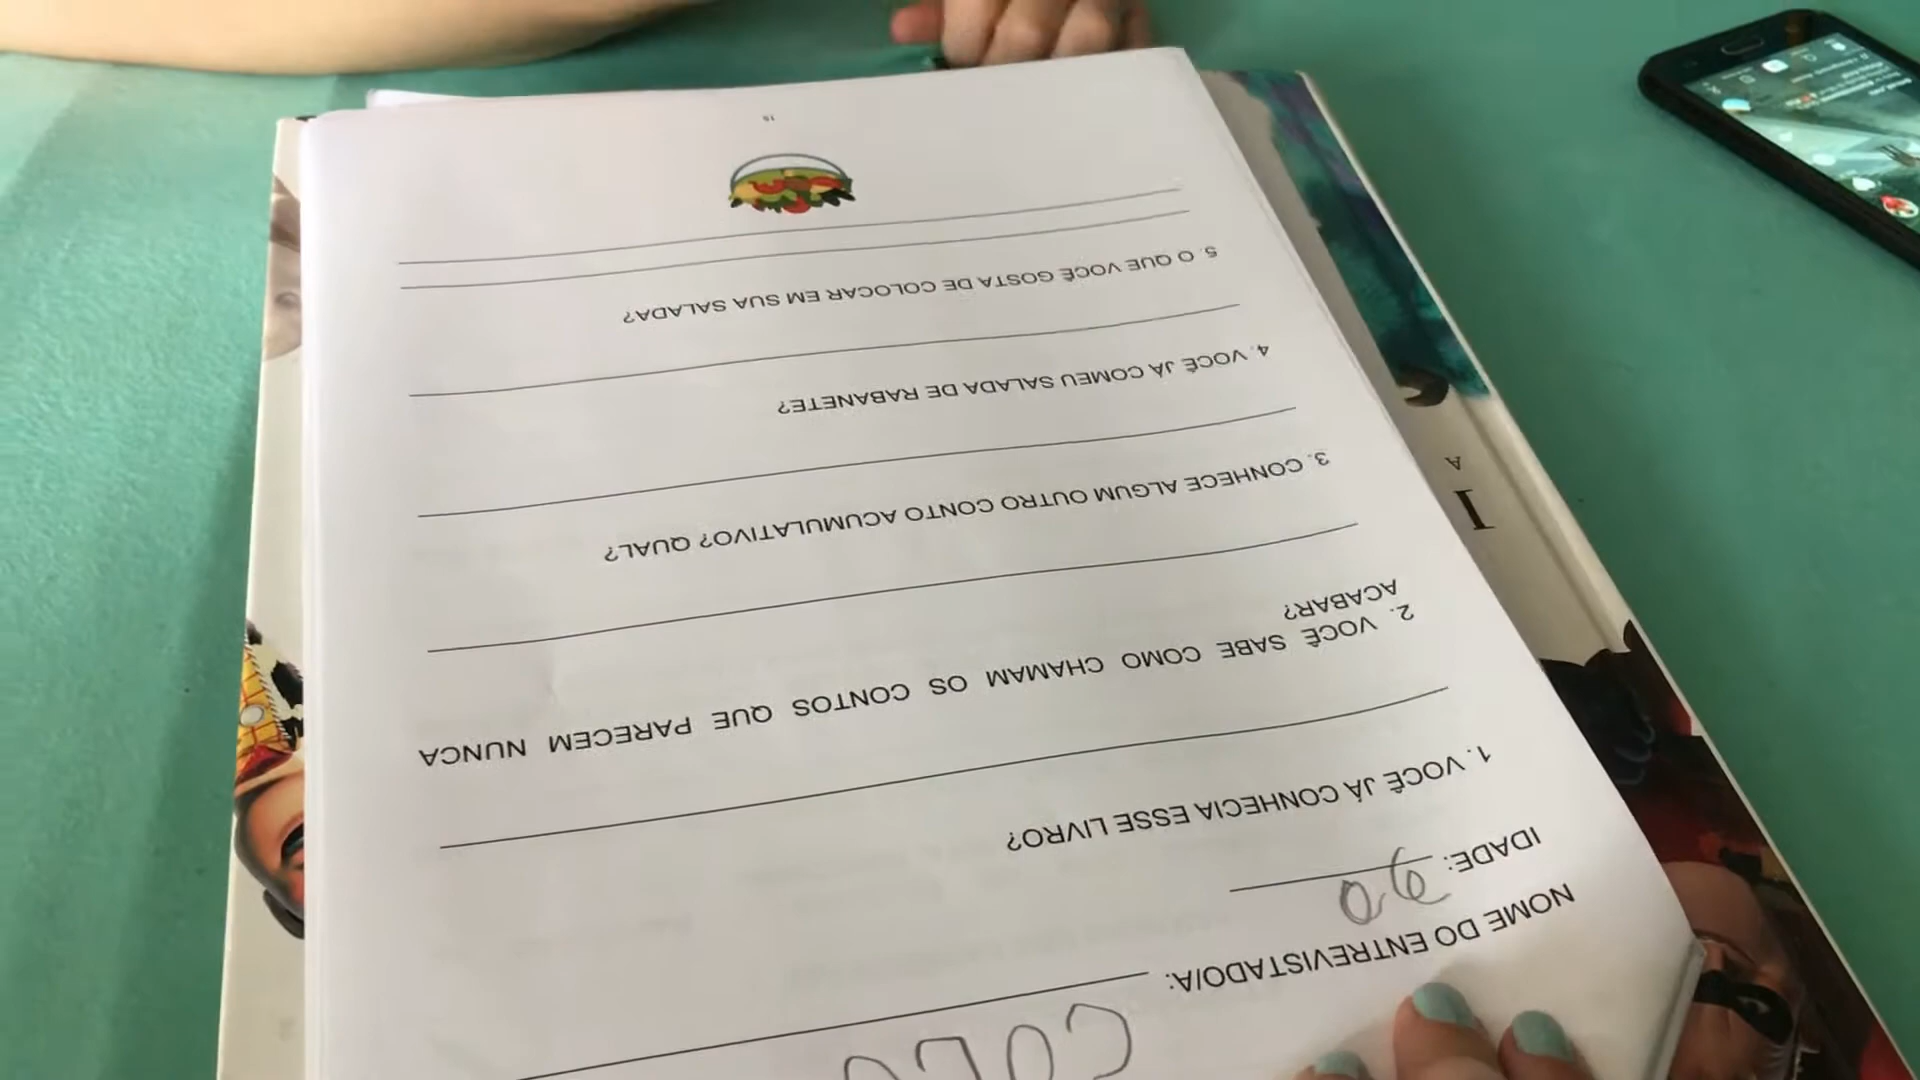 NOME DO ENTREVISTADO/A:
IDADE: 06
1. VOCÊ JÁ CONHECIA ESSE LIVRO?
2. VOCÊ SABE COMO CHAMAM OS CONTOS QUE PARECEM NUNCA
ACABAR?
3. CONHECE ALGUM OUTRO CONTO ACUMULATIVO? QUAL?
4. VOCÊ JÁ COMEU SALADA DE RABANETE?
5. O QUE VOCÊ GOSTA DE COLOCAR EM SUA SALADA?
15
A
I